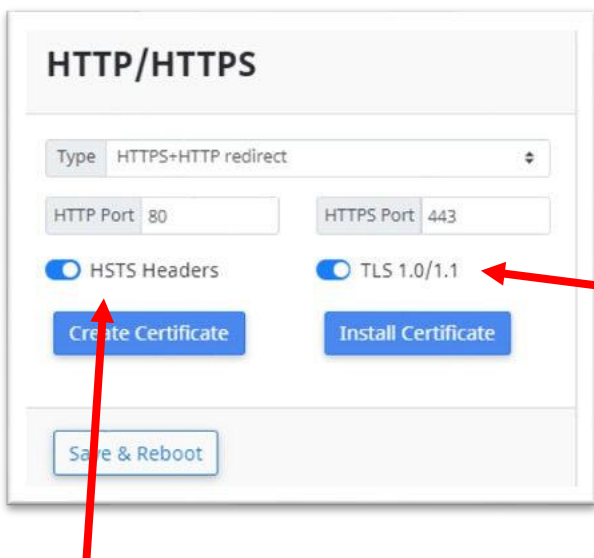 HTTP/HTTPS
Type HTTPS+HTTP redirect
HTTP Port 80 HTTPS Port 443
HSTS Headers TLS 1.0/1.1
Create Certificate Install Certificate
Save & Reboot